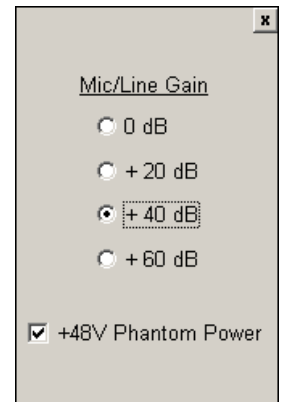 Mic/Line Gain
0 dB
+ 20 dB
+ 40 dB
+ 60 dB
+48V Phantom Power